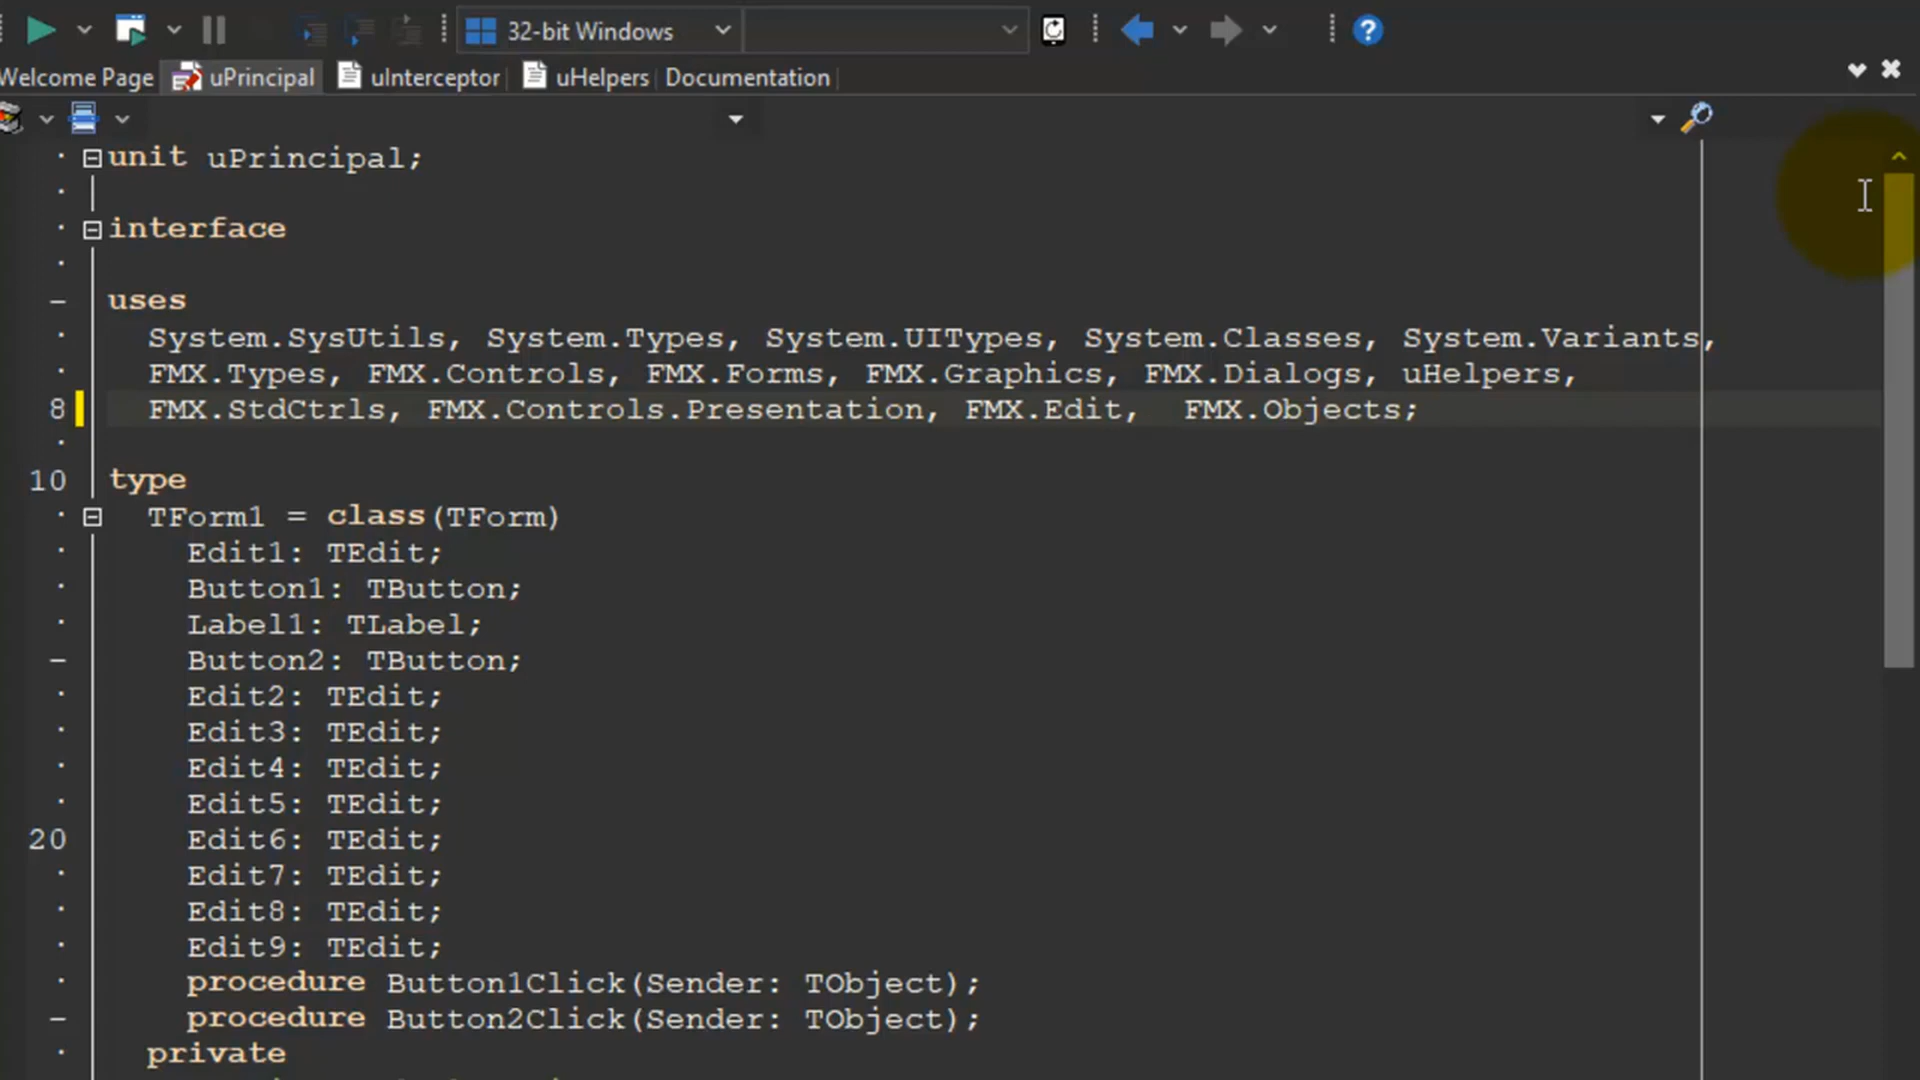 32-bit Windows
Welcome Page uPrincipal uInterceptor uHelpers Documentation
unit uPrincipal;
interface
uses
System.SysUtils, System.Types, System.UITypes, System.Classes, System.Variants,
FMX.Types, FMX.Controls, FMX.Forms, FMX.Graphics, FMX.Dialogs, uHelpers,
8 FMX.StdCtrls, FMX.Controls.Presentation, FMX.Edit,  FMX.Objects;
10 type
TForm1 = class(TForm)
Edit1: TEdit;
Button1: TButton;
Label1: TLabel;
Button2: TButton;
Edit2: TEdit;
Edit3: TEdit;
Edit4: TEdit;
Edit5: TEdit;
20 Edit6: TEdit;
Edit7: TEdit;
Edit8: TEdit;
Edit9: TEdit;
procedure Button1Click(Sender: TObject);
procedure Button2Click(Sender: TObject);
private